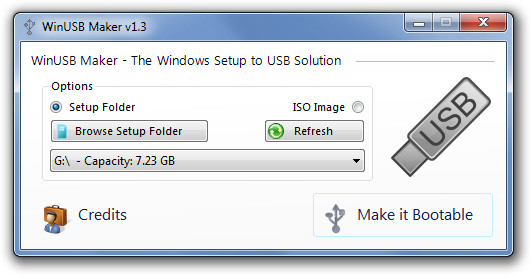 WinUSB Maker v1.3
WinUSB Maker - The Windows Setup to USB Solution
Options
Setup Folder ISO Image
Browse Setup Folder Refresh
G:\ - Capacity: 7.23 GB
USB
Credits Make it Bootable